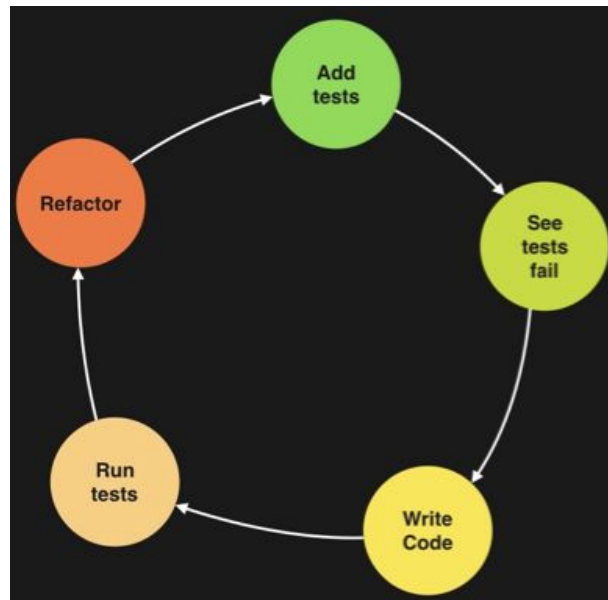 Add
tests
See
tests
fail
Write
Code
Run
tests
Refactor